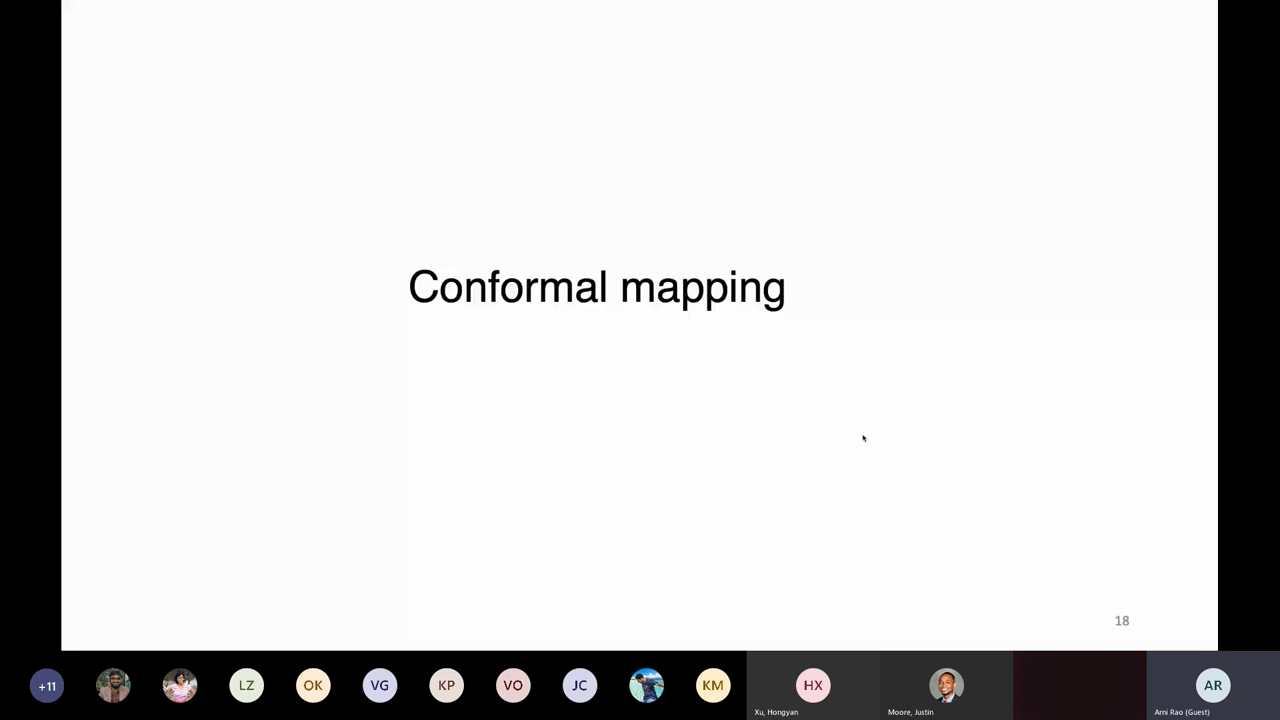 Conformal mapping
18
+11
LZ
OK
VG
KP
VO
JC
KM
HX
AR
Xu, Hongyan
Moore, Justin
Arni Rao (Guest)